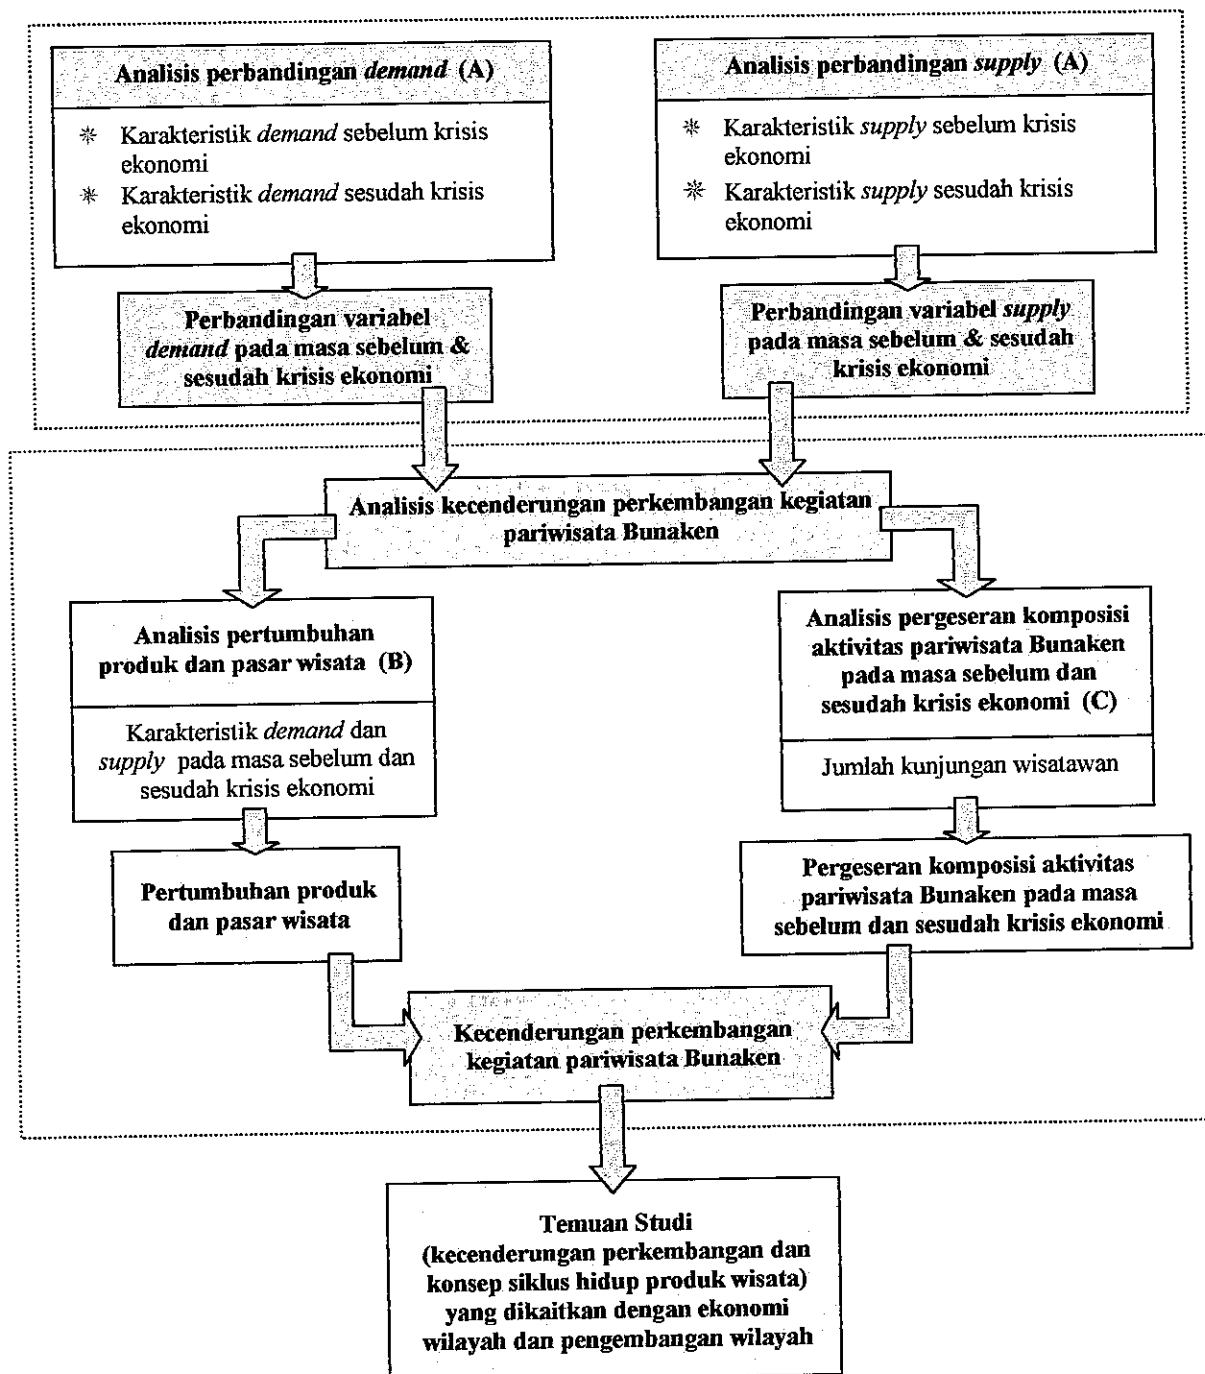 Analisis perbandingan demand (A)
✵ Karakteristik demand sebelum krisis
ekonomi
✵ Karakteristik demand sesudah krisis
ekonomi
Analisis perbandingan supply (A)
✵ Karakteristik supply sebelum krisis
ekonomi
✵ Karakteristik supply sesudah krisis
ekonomi
Perbandingan variabel
demand pada masa sebelum &
sesudah krisis ekonomi
Perbandingan variabel supply
pada masa sebelum & sesudah
krisis ekonomi
Analisis kecenderungan perkembangan kegiatan
pariwisata Bunaken
Analisis pertumbuhan
produk dan pasar wisata (B)
Karakteristik demand dan
supply pada masa sebelum dan
sesudah krisis ekonomi
Analisis pergeseran komposisi
aktivitas pariwisata Bunaken
pada masa sebelum dan
sesudah krisis ekonomi (C)
Jumlah kunjungan wisatawan
Pertumbuhan produk
dan pasar wisata
Pergeseran komposisi aktivitas
pariwisata Bunaken pada masa
sebelum dan sesudah krisis ekonomi
Kecenderungan perkembangan
kegiatan pariwisata Bunaken
Temuan Studi
(kecenderungan perkembangan dan
konsep siklus hidup produk wisata)
yang dikaitkan dengan ekonomi
wilayah dan pengembangan wilayah